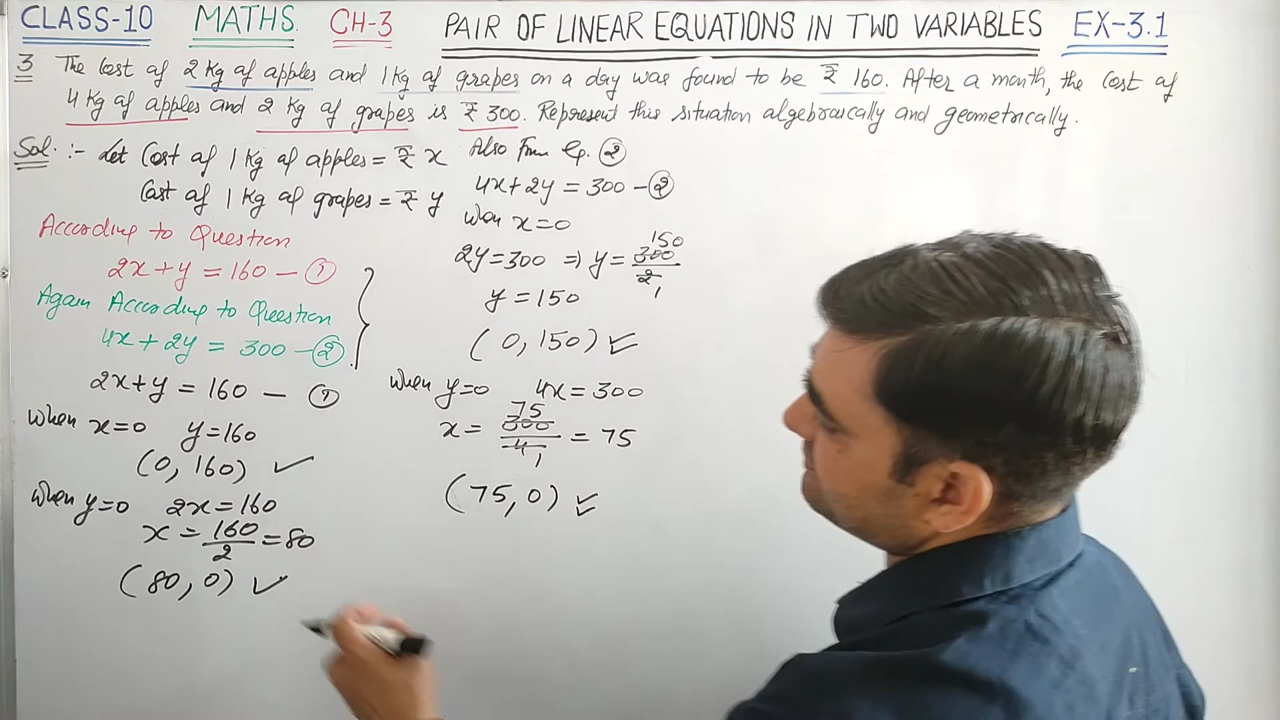 CLASS-10 MATHS. CH-3 PAIR OF LINEAR EQUATIONS IN TWO VARIABLES EX-3.1
3 The Cost of 2 Kg of apples and 1 Kg of grapes on a day was found to be ₹ 160. After a month, the Cost of
4 Kg of apples and 2 Kg of grapes is ₹ 300. Represent this situation algebraically and geometrically.
Sol. :- Let Cost of 1 Kg of apples = ₹ x
Cost of 1 Kg of grapes = ₹ y
According to Question
2x + y = 160 — ①
Again According to Question
4x + 2y = 300 — ②
2x + y = 160 — ①
when x=0 y=160
(0, 160) ✓
when y=0 2x = 160
x = 160/2 = 80
(80, 0) ✓
Also From Eq. ②
4x + 2y = 300 — ②
When x=0
2y = 300 ⇒ y = 300/2 150 1
y = 150
(0, 150) ✓
when y=0 4x = 300
75
x = 300/4 = 75
1
(75, 0) ✓